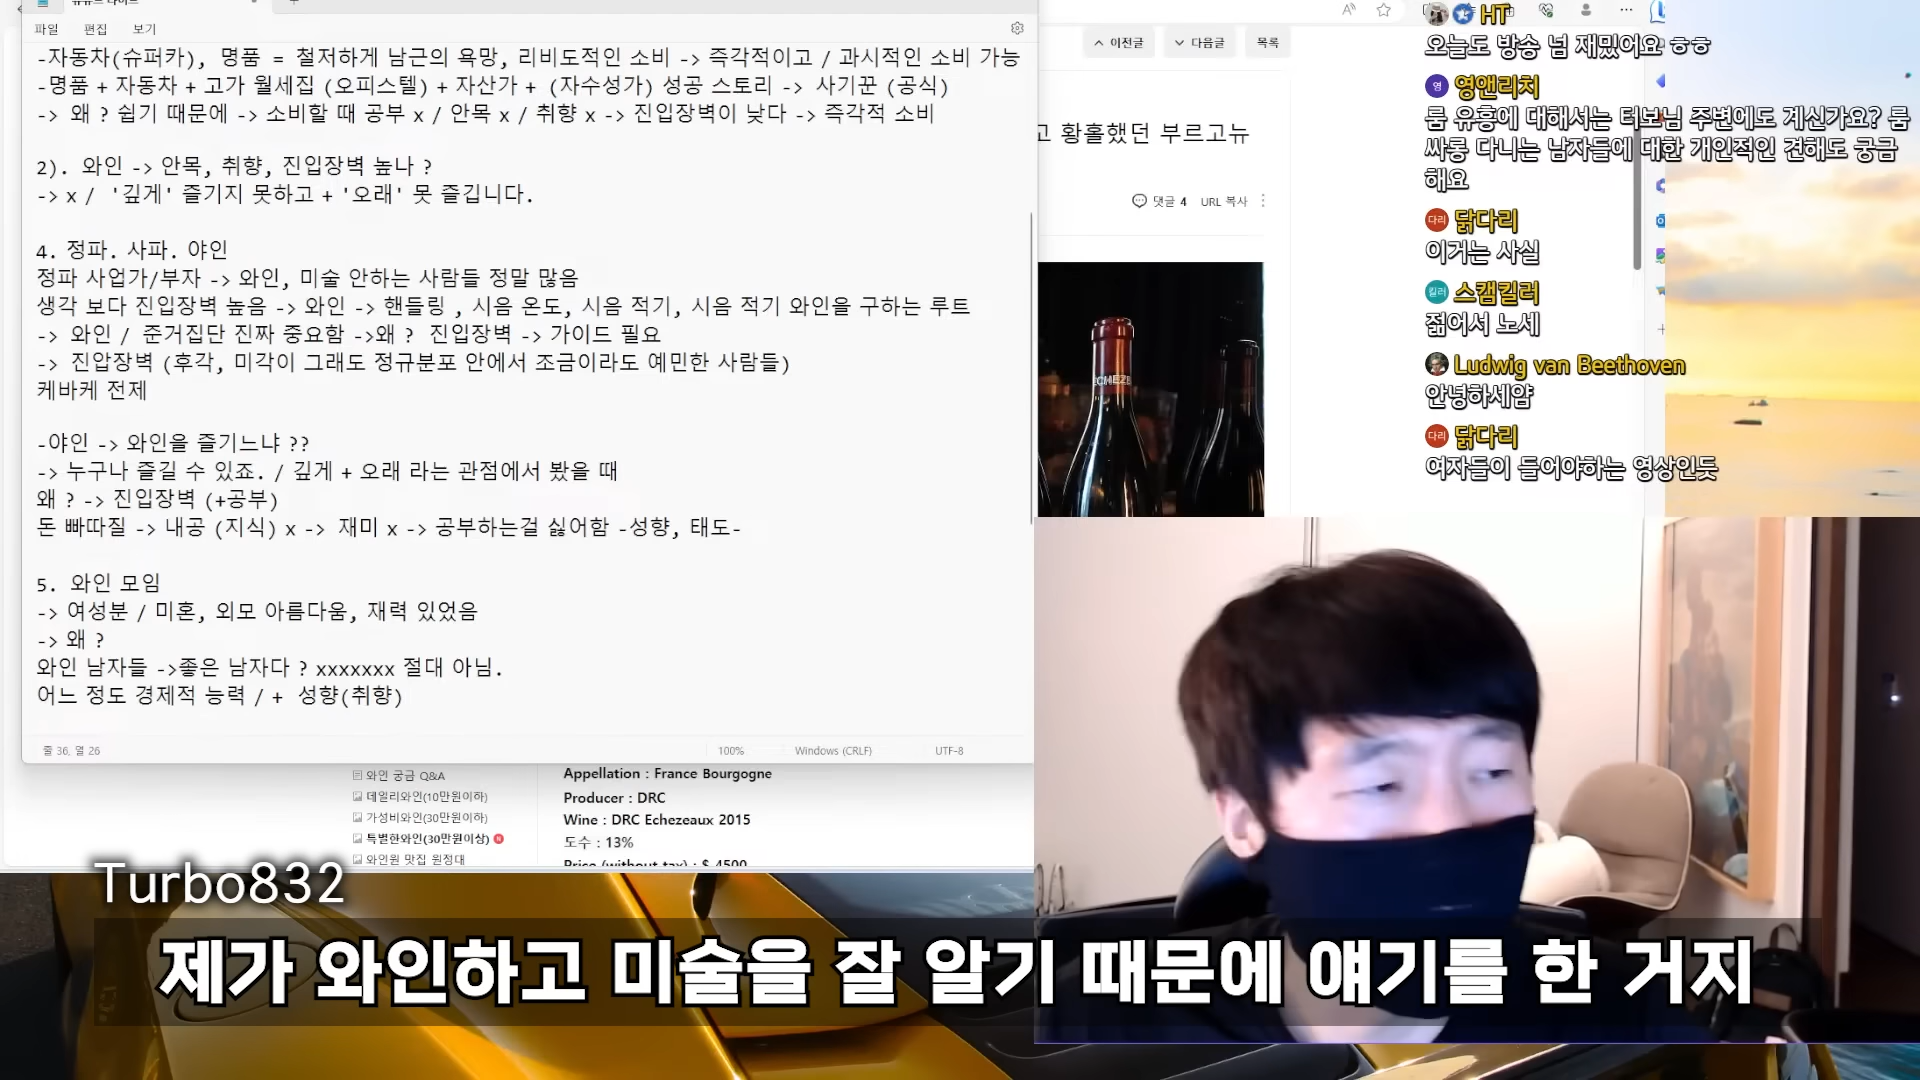 파일 편집 보기
-자동차(슈퍼카), 명품 = 철저하게 남근의 욕망, 리비도적인 소비 -> 즉각적이고 / 과시적인 소비 가능
-명품 + 자동차 + 고가 월세집 (오피스텔) + 자산가 + (자수성가) 성공 스토리 -> 사기꾼 (공식)
-> 왜 ? 쉽기 때문에 -> 소비할 때 공부 x / 안목 x / 취향 x -> 진입장벽이 낮다 -> 즉각적 소비
2). 와인 -> 안목, 취향, 진입장벽 높나 ?
-> x / '깊게' 즐기지 못하고 + '오래' 못 즐깁니다.
4. 정파. 사파. 야인
정파 사업가/부자 -> 와인, 미술 안하는 사람들 정말 많음
생각 보다 진입장벽 높음 -> 와인 -> 핸들링 , 시음 온도, 시음 적기, 시음 적기 와인을 구하는 루트
-> 와인 / 준거집단 진짜 중요함 ->왜 ? 진입장벽 -> 가이드 필요
-> 진압장벽 (후각, 미각이 그래도 정규분포 안에서 조금이라도 예민한 사람들)
케바케 전제
-야인 -> 와인을 즐기느냐 ??
-> 누구나 즐길 수 있죠. / 깊게 + 오래 라는 관점에서 봤을 때
왜 ? -> 진입장벽 (+공부)
돈 빠따질 -> 내공 (지식) x -> 재미 x -> 공부하는걸 싫어함 -성향, 태도-
5. 와인 모임
-> 여성분 / 미혼, 외모 아름다움, 재력 있었음
-> 왜 ?
와인 남자들 ->좋은 남자다 ? xxxxxxx 절대 아님.
어느 정도 경제적 능력 / + 성향(취향)
줄 36, 열 26 100% Windows (CRLF) UTF-8
이전글 다음글 목록
고 황홀했던 부르고뉴
댓글 4 URL 복사
ECHEZE
와인 궁금 Q&A
데일리와인(10만원이하)
가성비와인(30만원이하)
특별한와인(30만원이상)
와인원 맛집 원정대
Appellation : France Bourgogne
Producer : DRC
Wine : DRC Echezeaux 2015
도수 : 13%
Price (without tax) : $ 4500
HT
오늘도 방송 넘 재밌어요 ㅎㅎ
영 영앤리치
룸 유흥에 대해서는 터보님 주변에도 계신가요? 룸
싸롱 다니는 남자들에 대한 개인적인 견해도 궁금
해요
다리 닭다리
이거는 사실
킬러 스캠킬러
젊어서 노세
Ludwig van Beethoven
안녕하세얌
다리 닭다리
여자들이 들어야하는 영상인듯
Turbo832
제가 와인하고 미술을 잘 알기 때문에 얘기를 한 거지